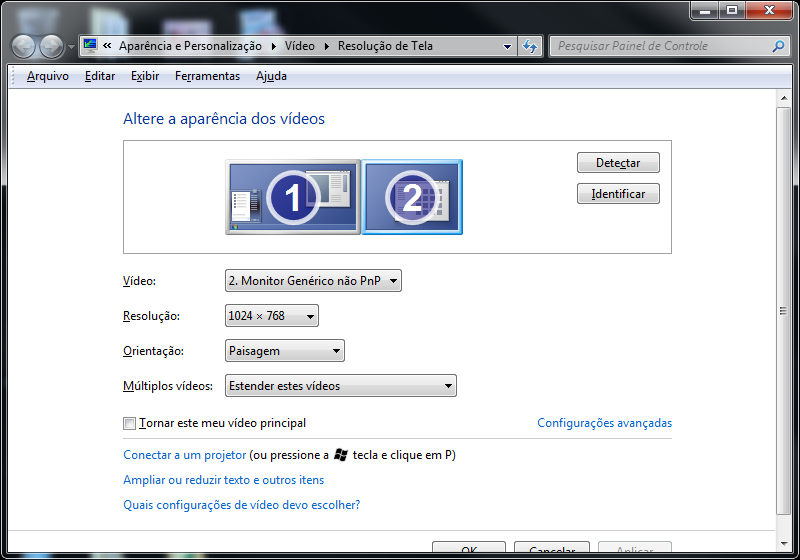 « Aparência e Personalização Vídeo Resolução de Tela Pesquisar Painel de Controle
Arquivo Editar Exibir Ferramentas Ajuda
Altere a aparência dos vídeos
1 2
Detectar
Identificar
Vídeo: 2. Monitor Genérico não PnP
Resolução: 1024 × 768
Orientação: Paisagem
Múltiplos vídeos: Estender estes vídeos
Tornar este meu vídeo principal Configurações avançadas
Conectar a um projetor (ou pressione a tecla e clique em P)
Ampliar ou reduzir texto e outros itens
Quais configurações de vídeo devo escolher?
OK Cancelar Aplicar